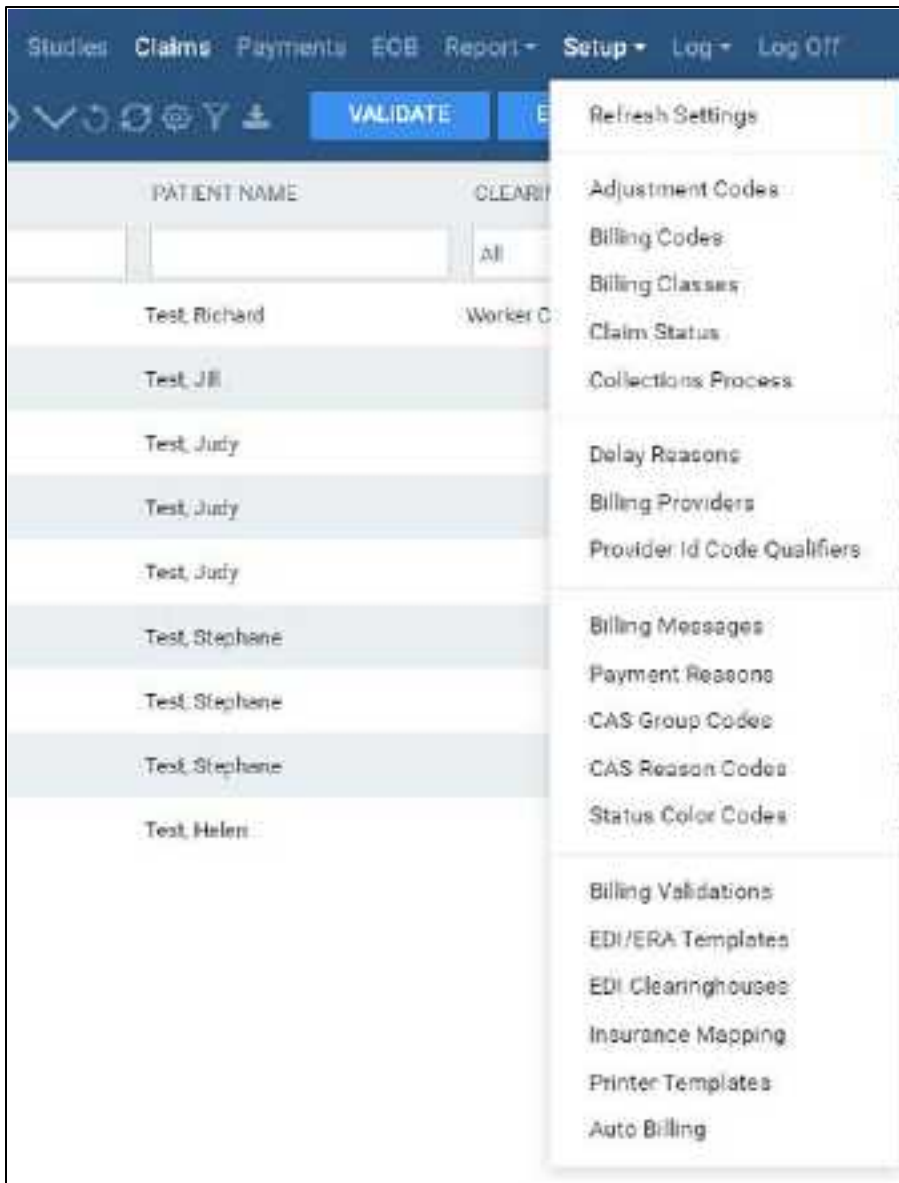 Studies Claims Payments EOB Report Setup Log Log Off
VALIDATE E
PATIENT NAME CLEARIN
All
Test, Richard Worker C
Test, Jill
Test, Judy
Test, Judy
Test, Judy
Test, Stephane
Test, Stephane
Test, Stephane
Test, Helen
Refresh Settings
Adjustment Codes
Billing Codes
Billing Classes
Claim Status
Collections Process
Delay Reasons
Billing Providers
Provider Id Code Qualifiers
Billing Messages
Payment Reasons
CAS Group Codes
CAS Reason Codes
Status Color Codes
Billing Validations
EDI/ERA Templates
EDI Clearinghouses
Insurance Mapping
Printer Templates
Auto Billing